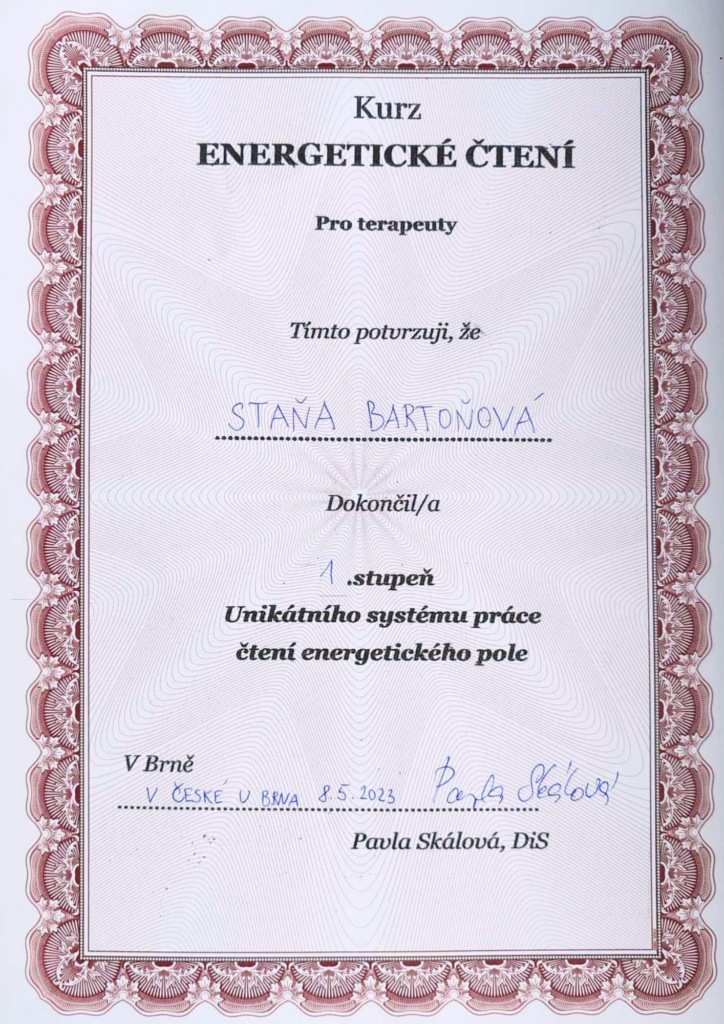 Kurz
ENERGETICKÉ ČTENÍ
Pro terapeuty
Tímto potvrzuji, že
STAŇA BARTOŇOVÁ
Dokončil/a
1 .stupeň
Unikátního systému práce
čtení energetického pole
V Brně
V ČESKÉ U BRNA 8.5.2023 Pavla Skálová
Pavla Skálová, DiS